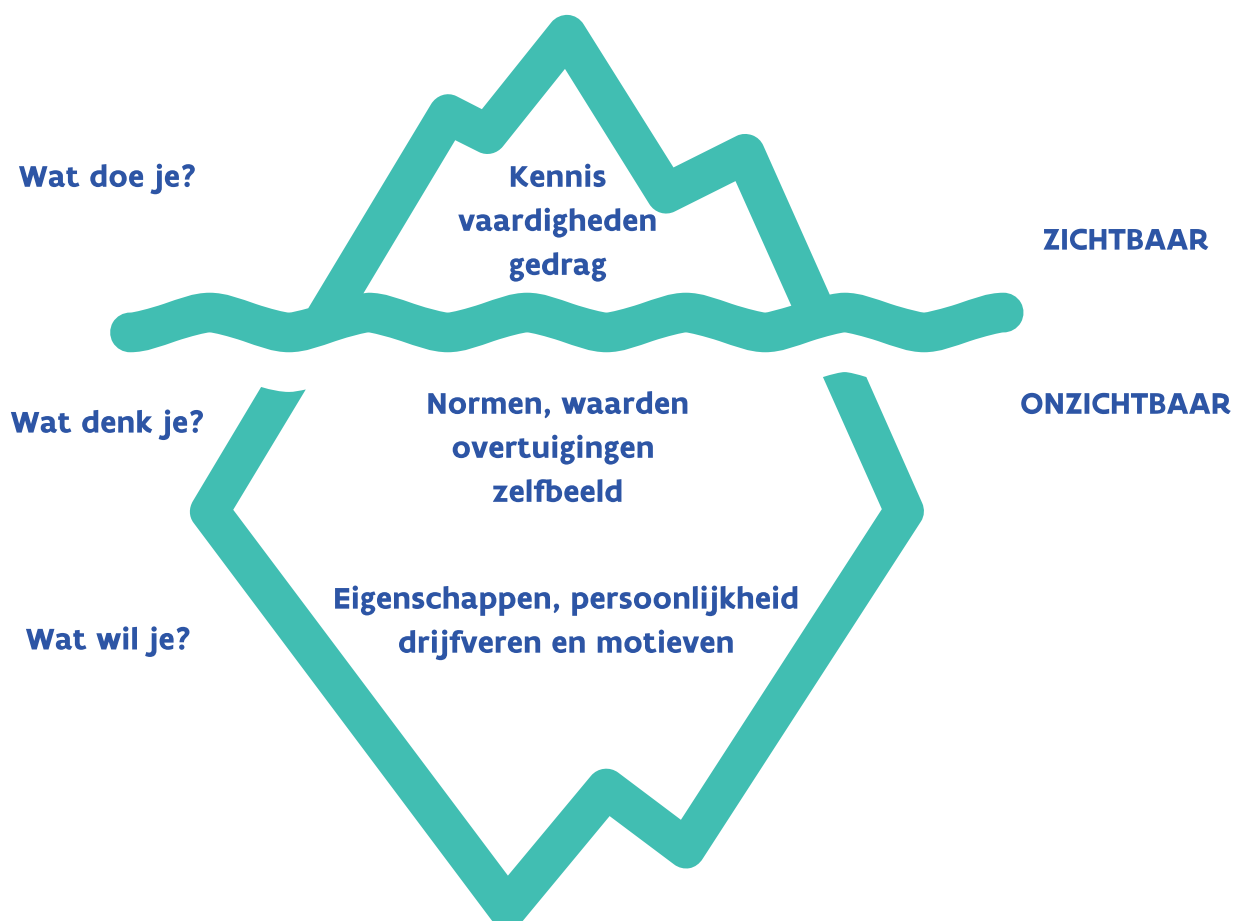 Wat doe je?
Kennis
vaardigheden
gedrag
ZICHTBAAR
Wat denk je?
Normen, waarden
overtuigingen
zelfbeeld
ONZICHTBAAR
Wat wil je?
Eigenschappen, persoonlijkheid
drijfveren en motieven